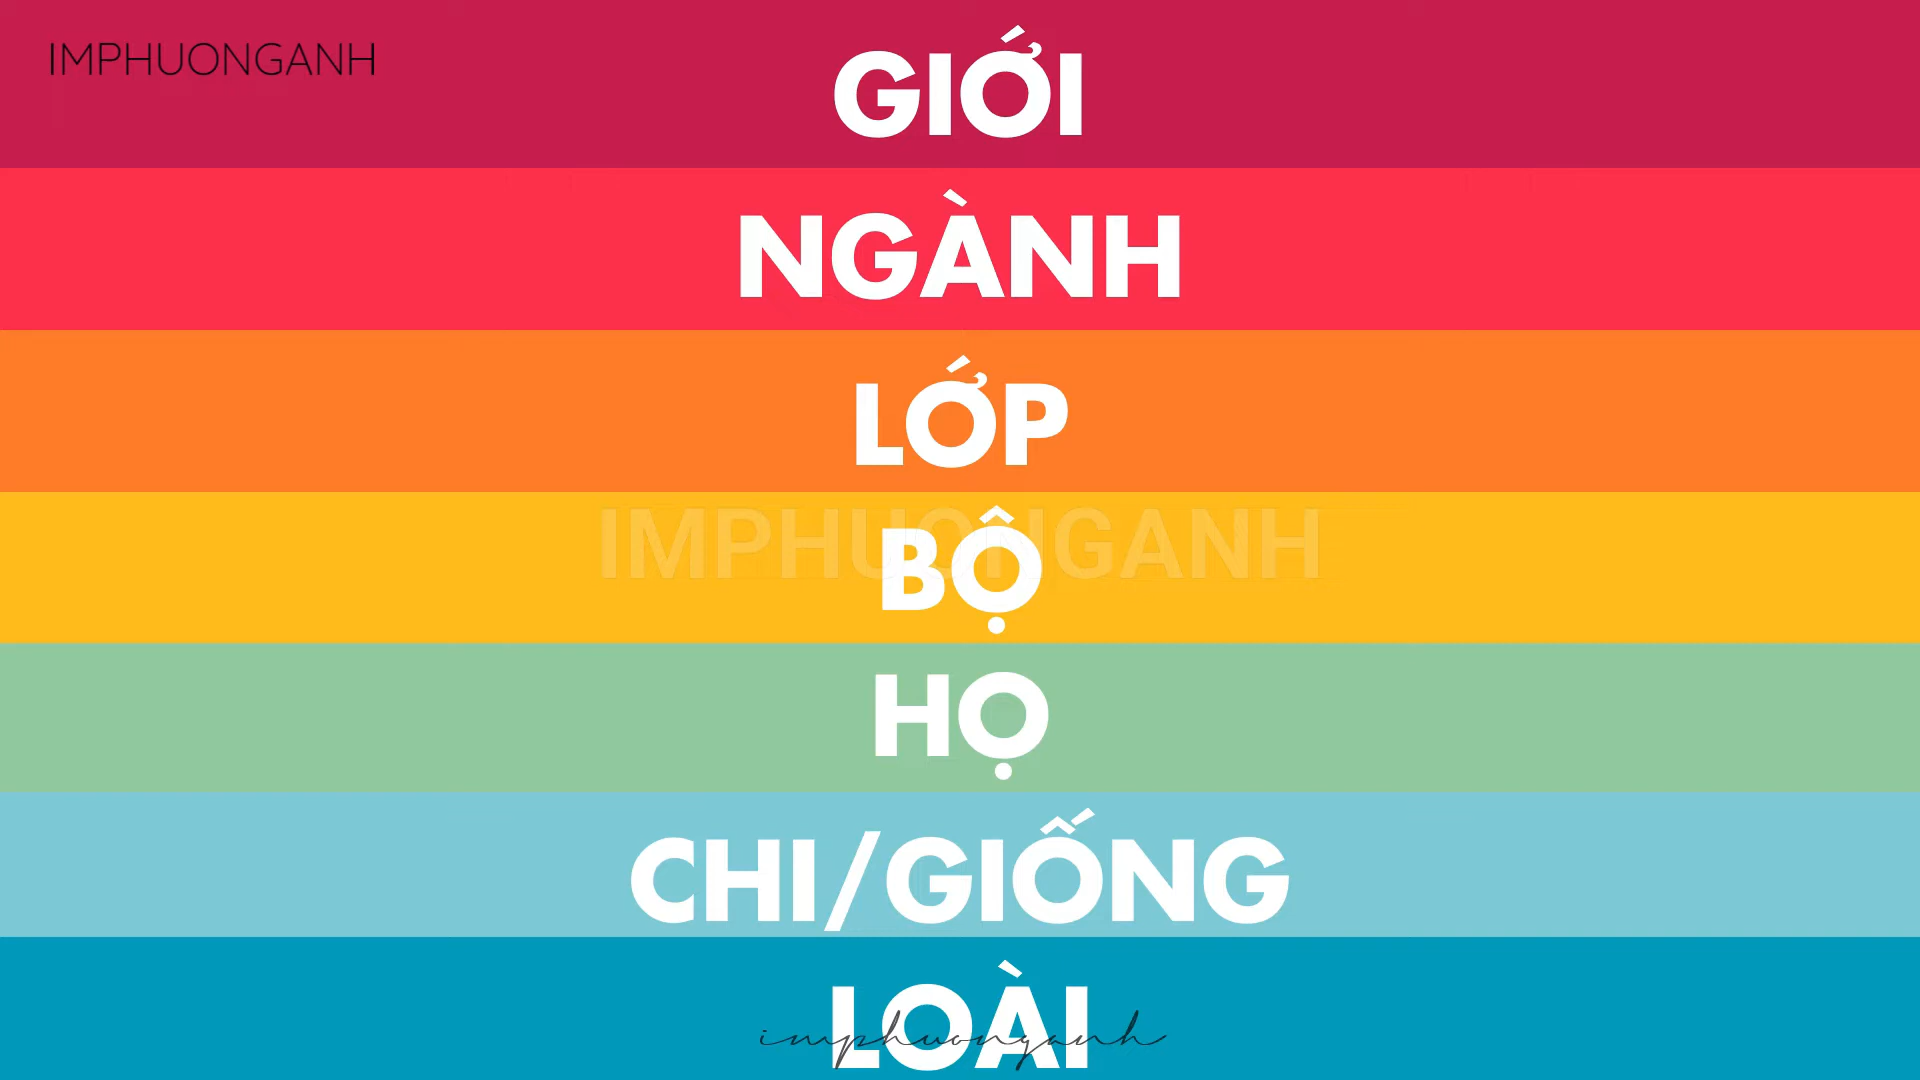 IMPHUONGANH
GIỚI
NGÀNH
LỚP
IMPHUONGANH
BỘ
HỌ
CHI/GIỐNG
LOÀI
imphuonganh